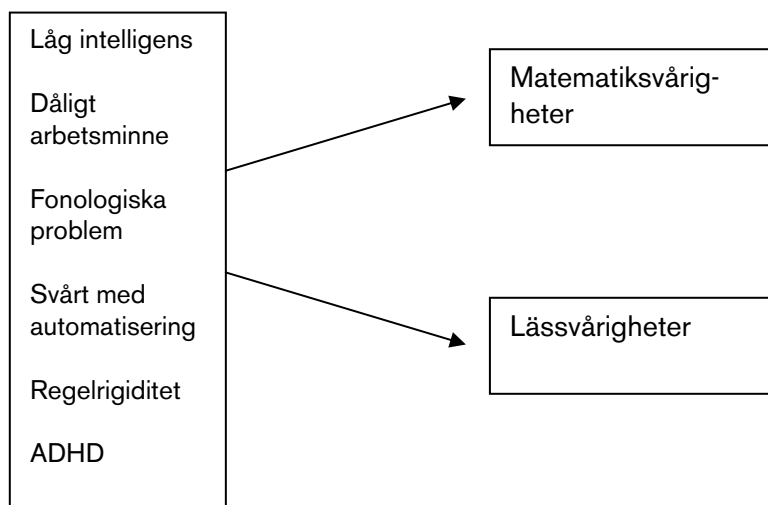 Låg intelligens
Dåligt
arbetsminne
Fonologiska
problem
Svårt med
automatisering
Regelrigiditet
ADHD
Matematiksvårig-
heter
Lässvårigheter